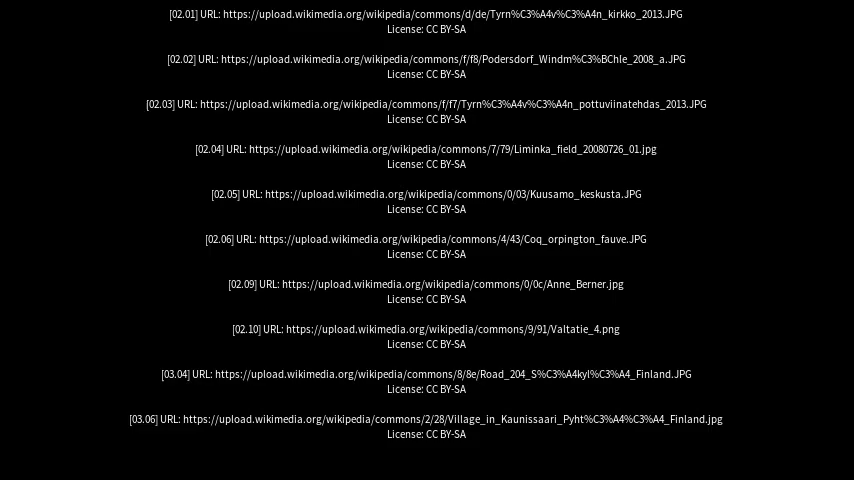 [02.01] URL: https://upload.wikimedia.org/wikipedia/commons/d/de/Tyrn%C3%A4v%C3%A4n_kirkko_2013.JPG
License: CC BY-SA
[02.02] URL: https://upload.wikimedia.org/wikipedia/commons/f/f8/Podersdorf_Windm%C3%BChle_2008_a.JPG
License: CC BY-SA
[02.03] URL: https://upload.wikimedia.org/wikipedia/commons/f/f7/Tyrn%C3%A4v%C3%A4n_pottuviinatehdas_2013.JPG
License: CC BY-SA
[02.04] URL: https://upload.wikimedia.org/wikipedia/commons/7/79/Liminka_field_20080726_01.jpg
License: CC BY-SA
[02.05] URL: https://upload.wikimedia.org/wikipedia/commons/0/03/Kuusamo_keskusta.JPG
License: CC BY-SA
[02.06] URL: https://upload.wikimedia.org/wikipedia/commons/4/43/Coq_orpington_fauve.JPG
License: CC BY-SA
[02.09] URL: https://upload.wikimedia.org/wikipedia/commons/0/0c/Anne_Berner.jpg
License: CC BY-SA
[02.10] URL: https://upload.wikimedia.org/wikipedia/commons/9/91/Valtatie_4.png
License: CC BY-SA
[03.04] URL: https://upload.wikimedia.org/wikipedia/commons/8/8e/Road_204_S%C3%A4kyl%C3%A4_Finland.JPG
License: CC BY-SA
[03.06] URL: https://upload.wikimedia.org/wikipedia/commons/2/28/Village_in_Kaunissaari_Pyht%C3%A4%C3%A4_Finland.jpg
License: CC BY-SA